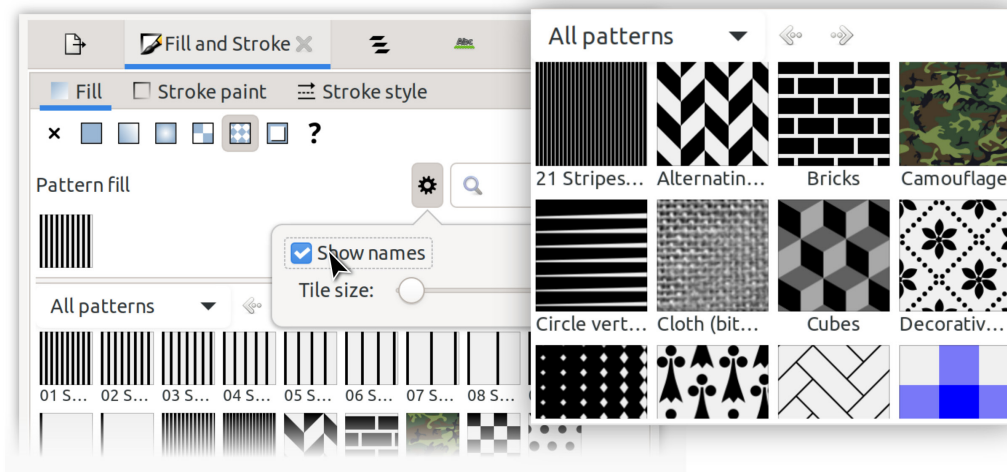 Fill and Stroke
Abc
Fill
Stroke paint
Stroke style
?
Pattern fill
Show names
Tile size:
All patterns
01 S... 02 S... 03 S... 04 S... 05 S... 06 S... 07 S... 08 S...
All patterns
21 Stripes... Alternatin... Bricks Camouflage
Circle vert... Cloth (bit... Cubes Decorativ...